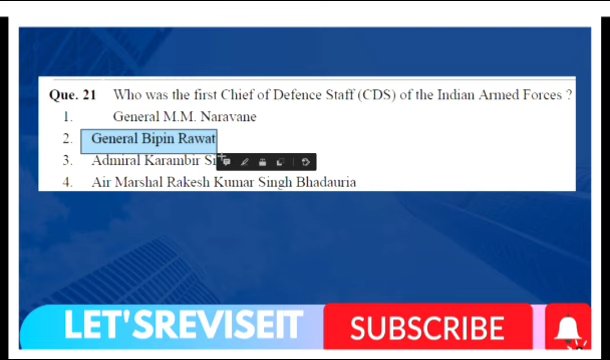 Que. 21 Who was the first Chief of Defence Staff (CDS) of the Indian Armed Forces ?
1. General M.M. Naravane
2. General Bipin Rawat
3. Admiral Karambir
4. Air Marshal Rakesh Kumar Singh Bhadauria
LET'SREVISEIT SUBSCRIBE